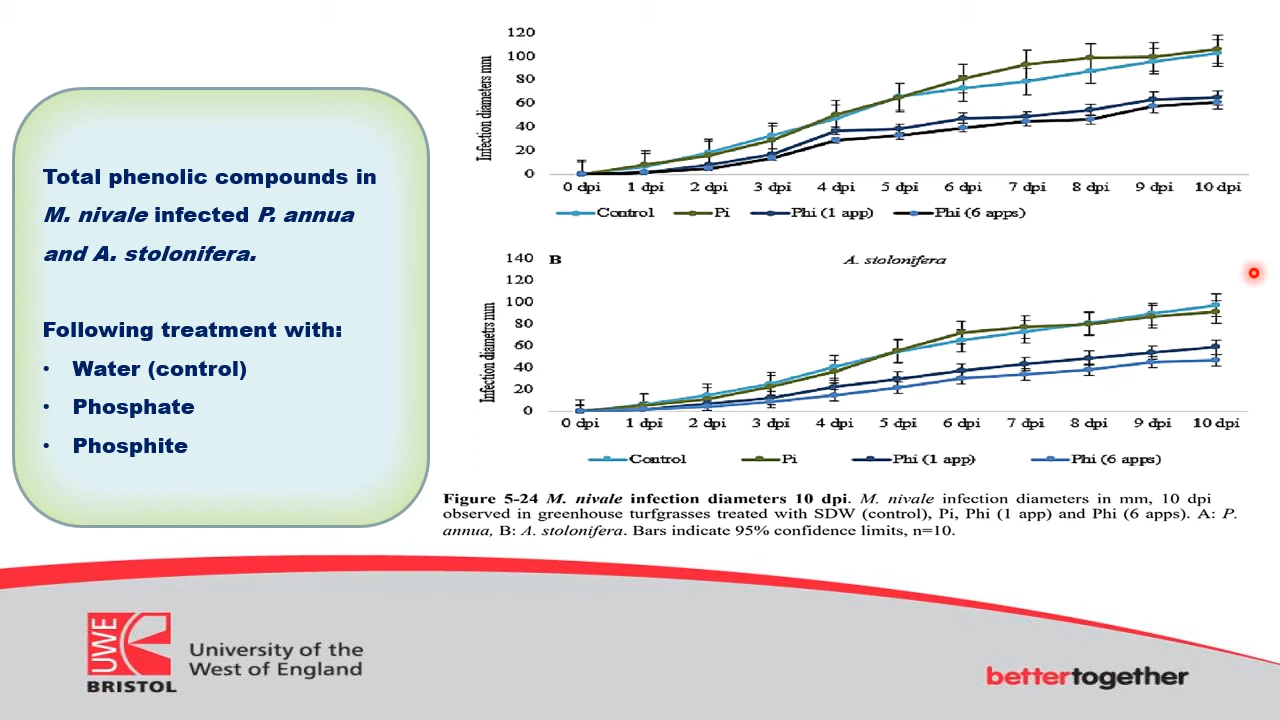 Total phenolic compounds in
M. nivale infected P. annua
and A. stolonifera.
Following treatment with:
• Water (control)
• Phosphate
• Phosphite
Infection diameters mm
120
100
80
60
40
20
0
0 dpi 1 dpi 2 dpi 3 dpi 4 dpi 5 dpi 6 dpi 7 dpi 8 dpi 9 dpi 10 dpi
Control Pi Phi (1 app) Phi (6 apps)
B A. stolonifera
Infection diametrs mm
140
120
100
80
60
40
20
0
0 dpi 1 dpi 2 dpi 3 dpi 4 dpi 5 dpi 6 dpi 7 dpi 8 dpi 9 dpi 10 dpi
Control Pi Phi (1 app) Phi (6 apps)
Figure 5-24 M. nivale infection diameters 10 dpi. M. nivale infection diameters in mm, 10 dpi
observed in greenhouse turfgrasses treated with SDW (control), Pi, Phi (1 app) and Phi (6 apps). A: P.
annua, B: A. stolonifera. Bars indicate 95% confidence limits, n=10.
UWE
BRISTOL
University of the
West of England
bettertogether